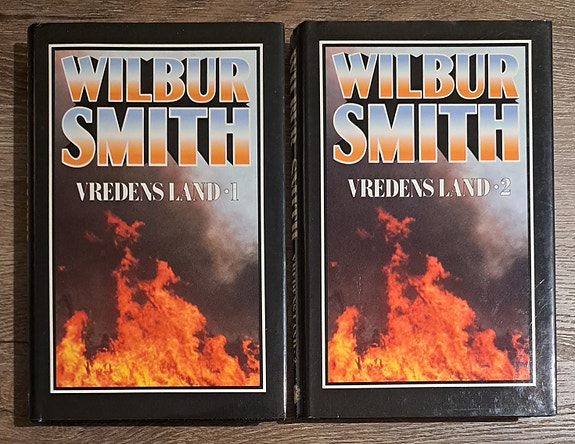 WILBUR
SMITH
VREDENS LAND · 1
WILBUR
SMITH
VREDENS LAND · 2